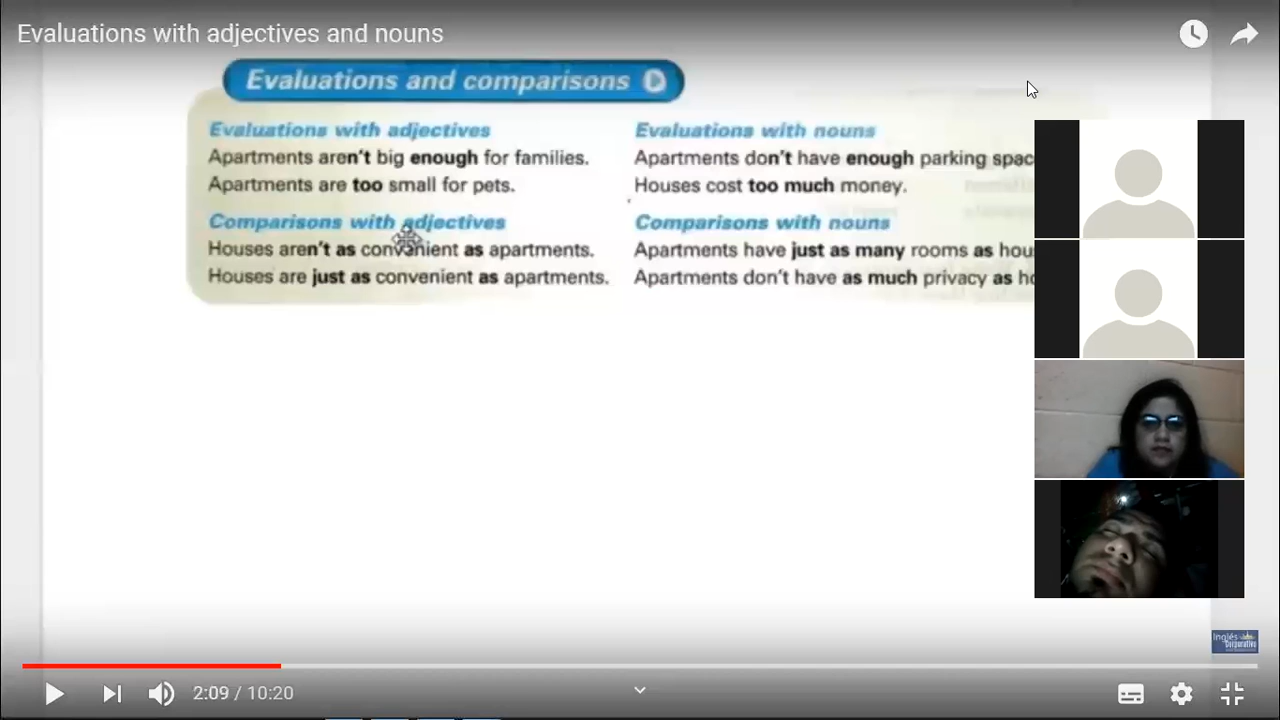 Evaluations with adjectives and nouns
Evaluations and comparisons
Evaluations with adjectives
Apartments aren't big enough for families.
Apartments are too small for pets.
Comparisons with adjectives
Houses aren't as convenient as apartments.
Houses are just as convenient as apartments.
Evaluations with nouns
Apartments don't have enough parking spac
Houses cost too much money.
Comparisons with nouns
Apartments have just as many rooms as hou
Apartments don't have as much privacy as ho
Inglés
Corporativo
2:09 / 10:20